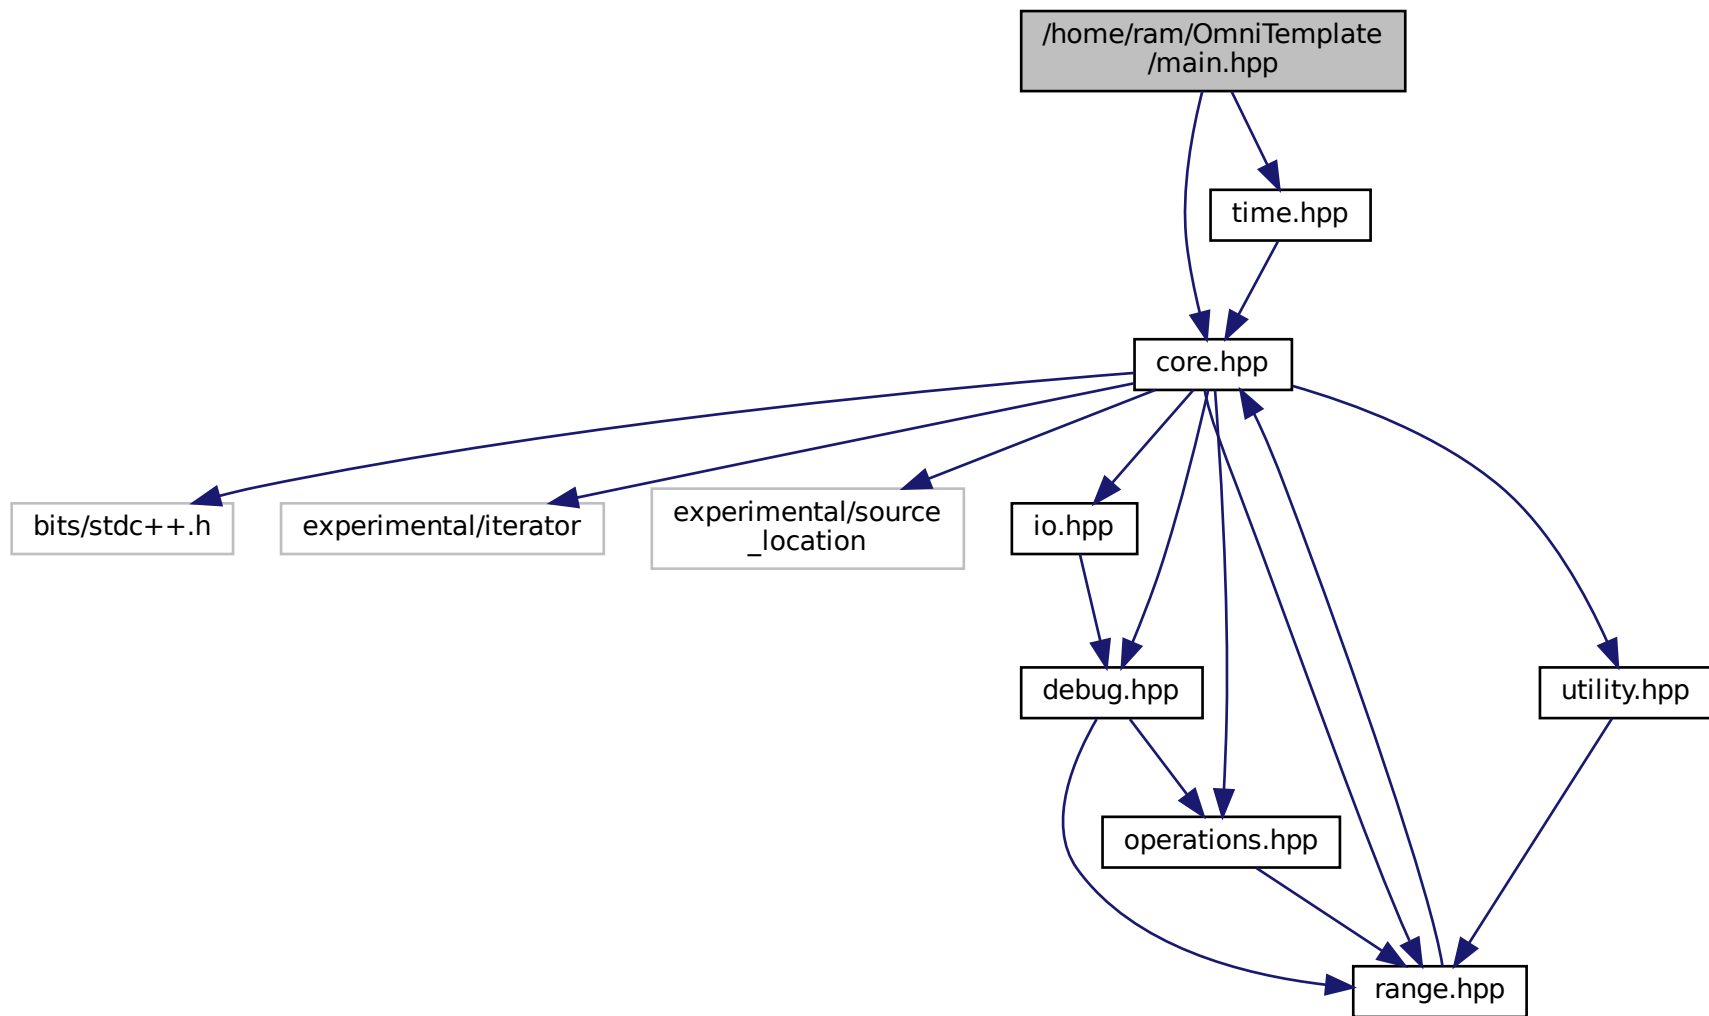 /home/ram/OmniTemplate
/main.hpp
time.hpp
core.hpp
bits/stdc++.h
experimental/iterator
experimental/source
_location
io.hpp
debug.hpp
utility.hpp
operations.hpp
range.hpp